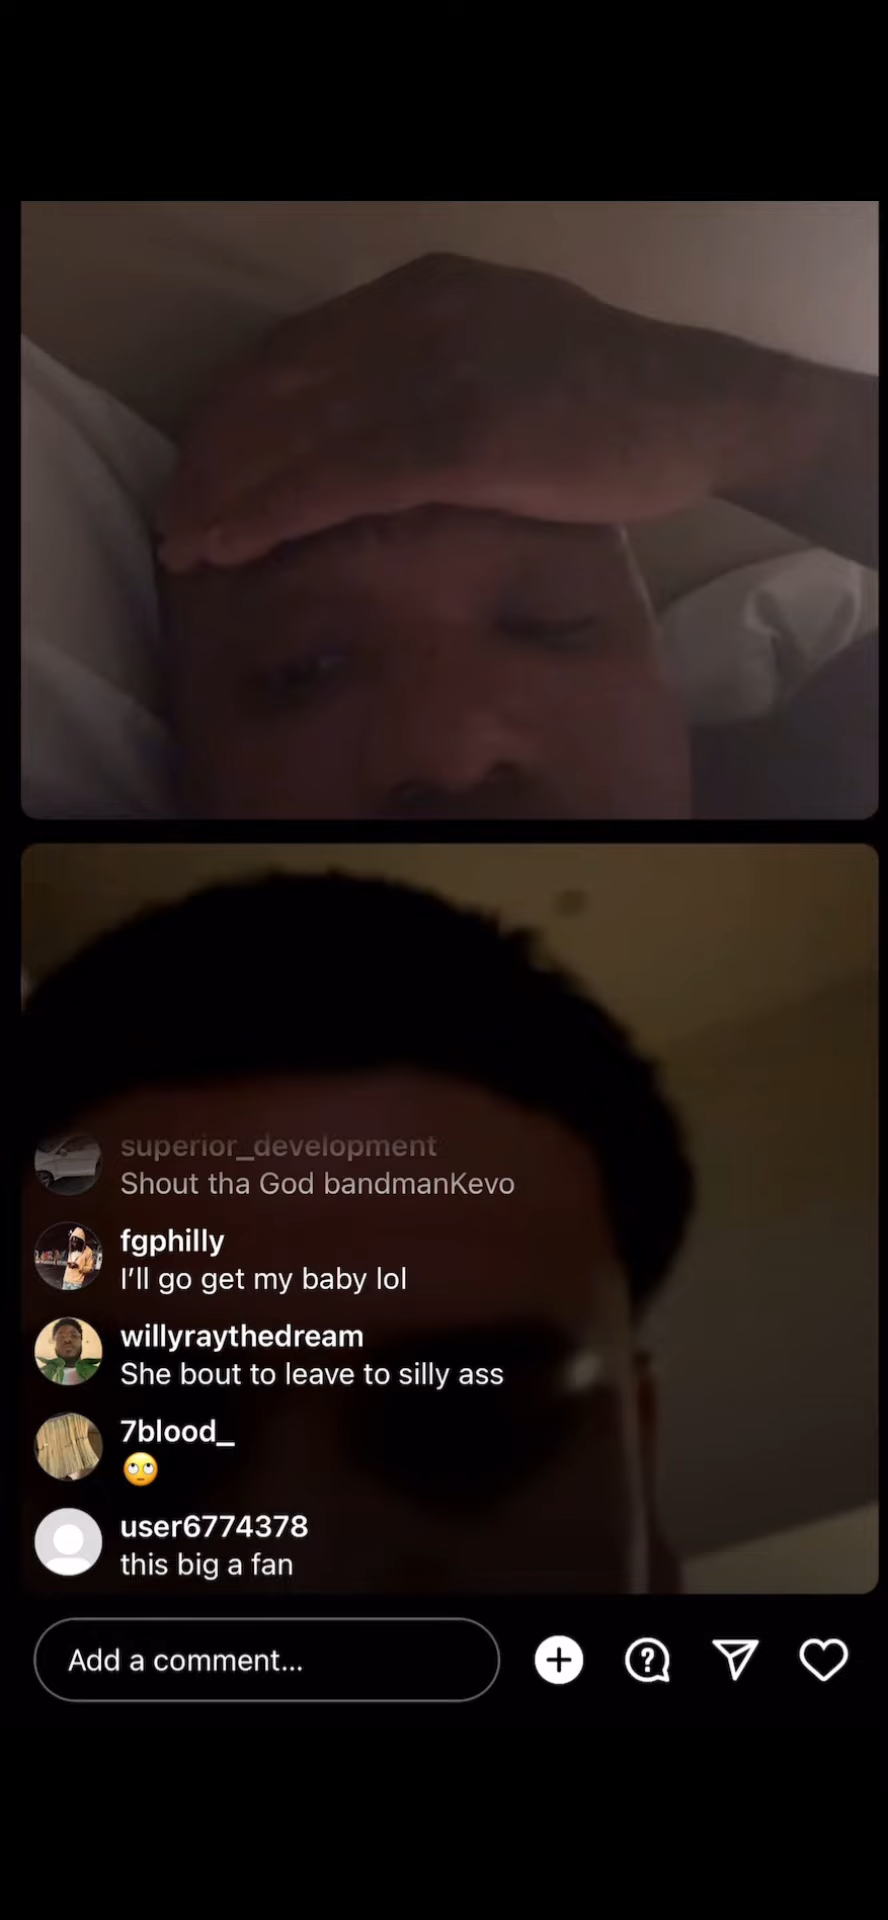 superior_development
Shout tha God bandmanKevo
fgphilly
I'll go get my baby lol
willyraythedream
She bout to leave to silly ass
7blood_
🙄
user6774378
this big a fan
Add a comment...